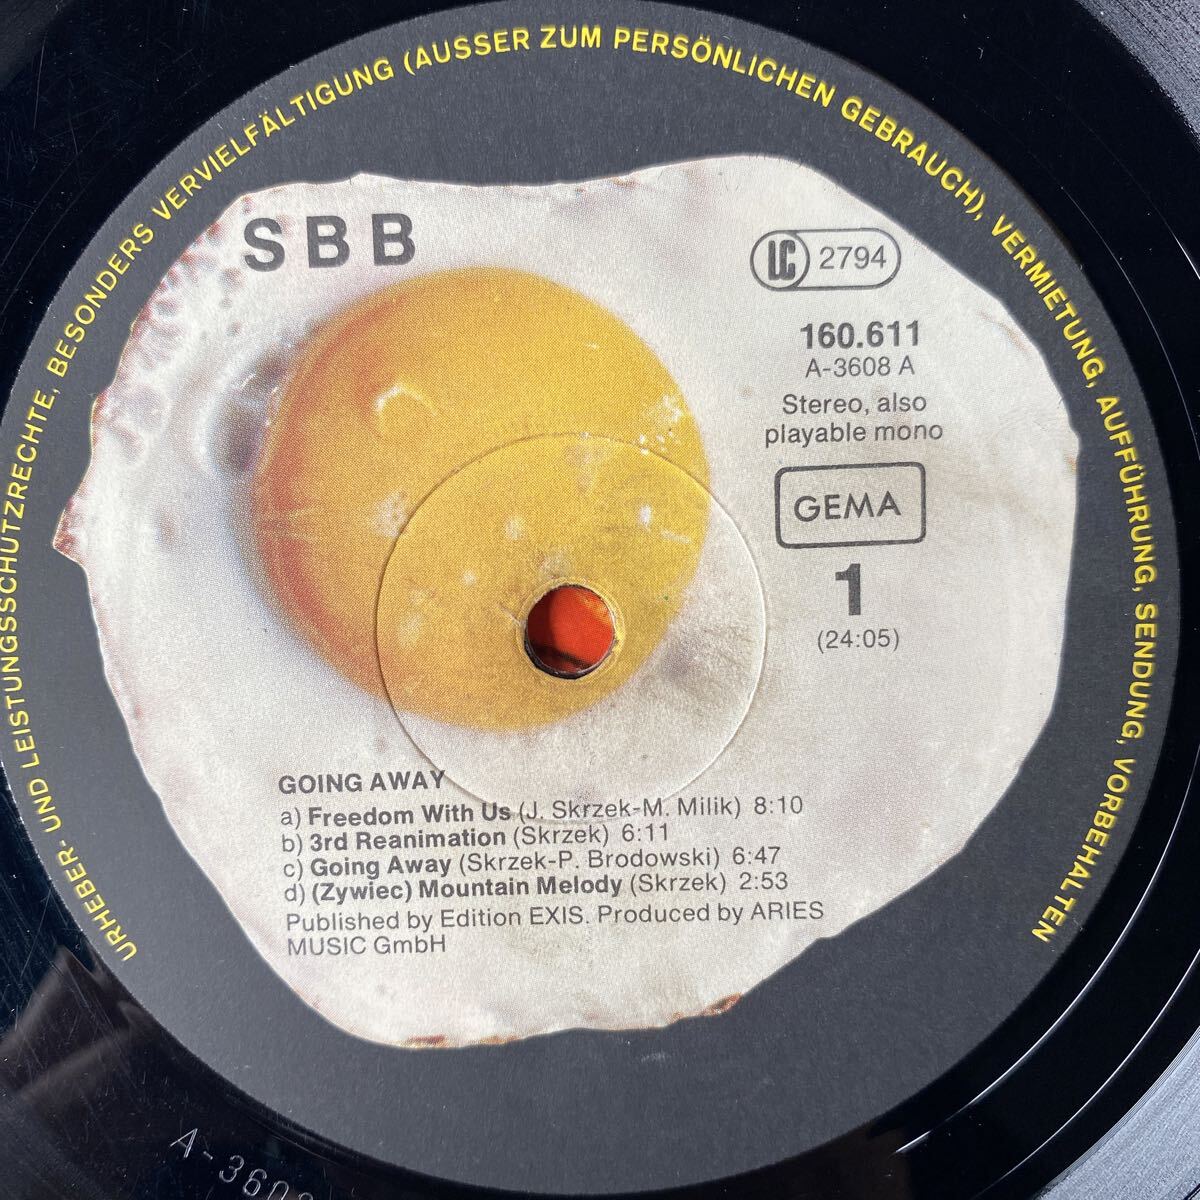 URHEBER- UND LEISTUNGSSCHUTZRECHTE, BESONDERS VERVIELFÄLTIGUNG (AUSSER ZUM PERSÖNLICHEN GEBRAUCH), VERMIETUNG, AUFFÜHRUNG, SENDUNG, VORBEHALTEN
SBB
LC 2794
160.611
A-3608 A
Stereo, also
playable mono
GEMA
1
(24:05)
GOING AWAY
a) Freedom With Us (J. Skrzek-M. Milik) 8:10
b) 3rd Reanimation (Skrzek) 6:11
c) Going Away (Skrzek-P. Brodowski) 6:47
d) (Zywiec) Mountain Melody (Skrzek) 2:53
Published by Edition EXIS. Produced by ARIES
MUSIC GmbH